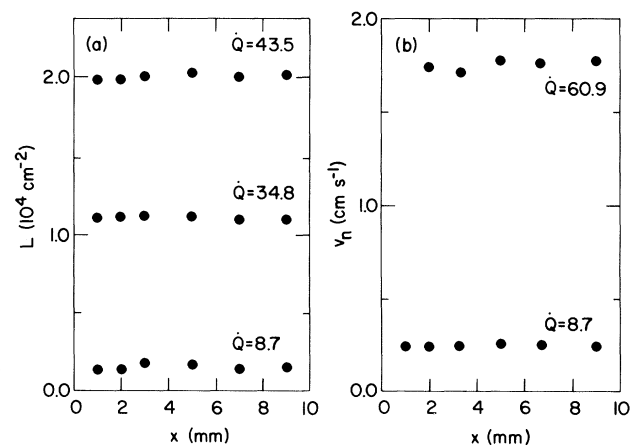 (a)
Q̇=43.5
Q̇=34.8
Q̇=8.7
2.0
1.0
0.0
L (10⁴ cm⁻²)
0 2 4 6 8 10
x (mm)
(b)
Q̇=60.9
Q̇=8.7
2.0
1.0
0.0
vₙ (cm s⁻¹)
0 2 4 6 8 10
x (mm)